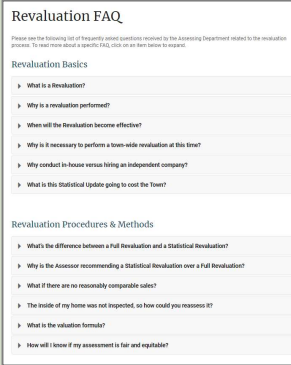 Revaluation FAQ
Please see the following list of frequently asked questions received by the Assessing Department related to the revaluation
process. To read more about a specific FAQ, click on an item below to expand.
Revaluation Basics
What is a Revaluation?
Why is a revaluation performed?
When will the Revaluation become effective?
Why is it necessary to perform a town-wide revaluation at this time?
Why conduct in-house versus hiring an independent company?
What is this Statistical Update going to cost the Town?
Revaluation Procedures & Methods
What's the difference between a Full Revaluation and a Statistical Revaluation?
Why is the Assessor recommending a Statistical Revaluation over a Full Revaluation?
What if there are no reasonably comparable sales?
The inside of my home was not inspected, so how could you reassess it?
What is the valuation formula?
How will I know if my assessment is fair and equitable?